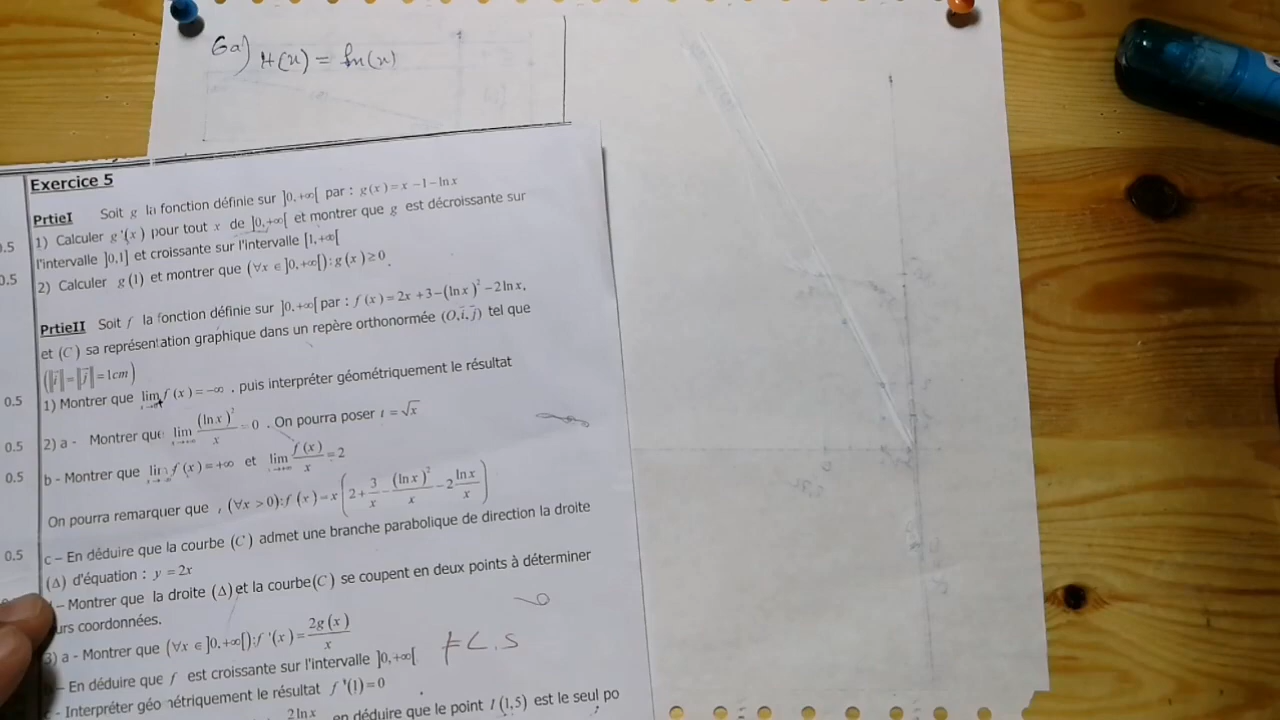 6a) H(x) = ln(x)
Exercice 5
PrtieI Soit g la fonction définie sur ]0,+∞[ par : g(x)=x-1-ln x
0.5 1) Calculer g'(x) pour tout x de ]0,+∞[ et montrer que g est décroissante sur
l'intervalle ]0,1] et croissante sur l'intervalle [1,+∞[
0.5 2) Calculer g(1) et montrer que (∀x ∈ ]0,+∞[):g(x)≥0
PrtieII Soit f la fonction définie sur ]0,+∞[ par : f(x)=2x+3-(ln x)²-2ln x,
et (C) sa représentation graphique dans un repère orthonormée (O,i,j) tel que
(||i||=||j||=1cm)
0.5 1) Montrer que lim f(x)=-∞ . puis interpréter géométriquement le résultat
0.5 2) a - Montrer que lim (ln x)²/x=0 . On pourra poser t=√x
0.5 b - Montrer que lim f(x)=+∞ et lim f(x)/x=2
On pourra remarquer que , (∀x>0):f(x)=x(2+3/x-(ln x)²/x-2 ln x/x)
0.5 c – En déduire que la courbe (C) admet une branche parabolique de direction la droite
(Δ) d'équation : y=2x
– Montrer que la droite (Δ) et la courbe(C) se coupent en deux points à déterminer
urs coordonnées.
3) a - Montrer que (∀x ∈ ]0,+∞[):f'(x)=2g(x)/x
– En déduire que f est croissante sur l'intervalle ]0,+∞[
- Interpréter géométriquement le résultat f'(1)=0
2ln x en déduire que le point I(1,5) est le seul po